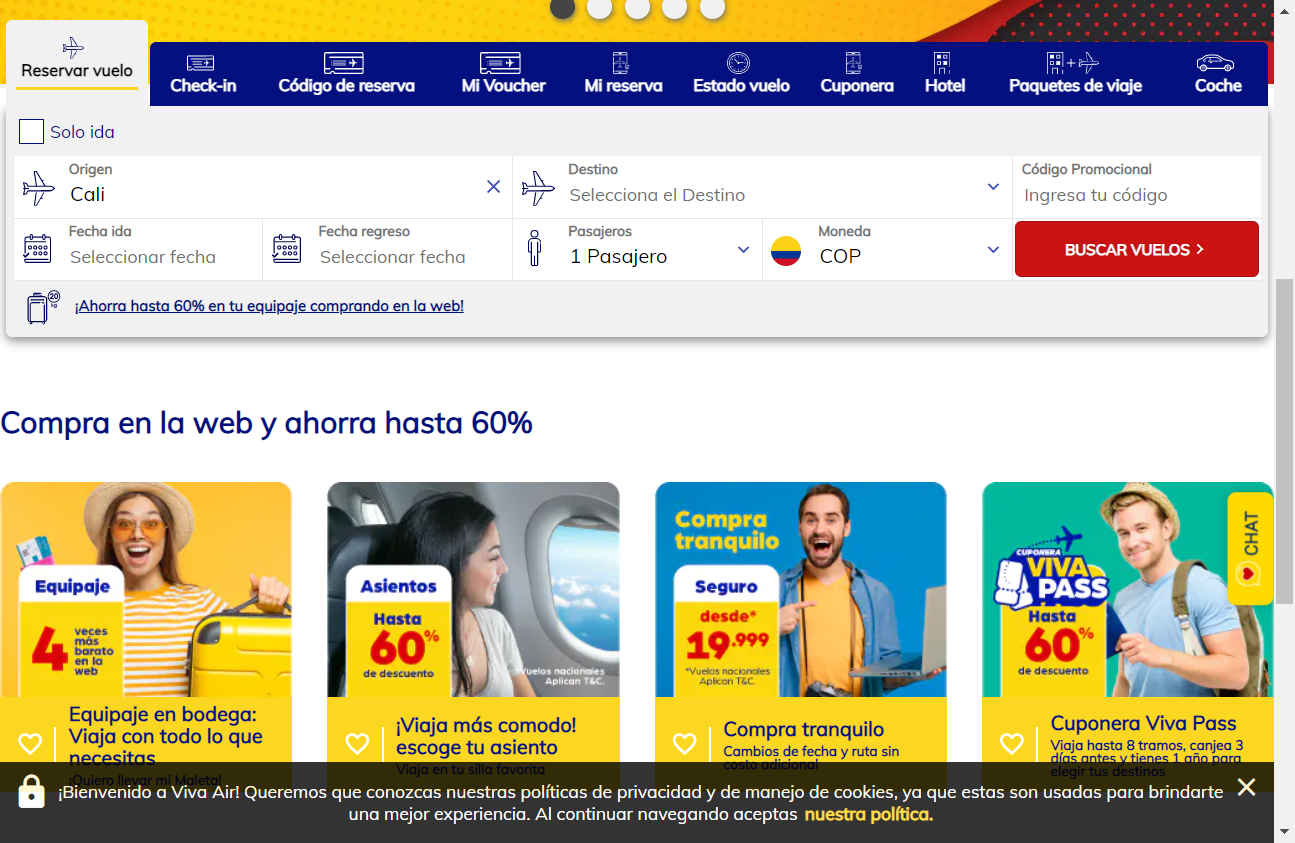 Reservar vuelo
Check-in
Código de reserva
Mi Voucher
Mi reserva
Estado vuelo
Cuponera
Hotel
Paquetes de viaje
Coche
Solo ida
Origen
Cali
Destino
Selecciona el Destino
Código Promocional
Ingresa tu código
Fecha ida
Seleccionar fecha
Fecha regreso
Seleccionar fecha
Pasajeros
1 Pasajero
Moneda
COP
BUSCAR VUELOS >
20 kg
¡Ahorra hasta 60% en tu equipaje comprando en la web!
Compra en la web y ahorra hasta 60%
Equipaje
4 veces
más
barato
en la
web
Equipaje en bodega:
Viaja con todo lo que
necesitas
¡Quiero llevar mi Maleta!
Asientos
Hasta
60%
de descuento
*Vuelos nacionales
Aplican T&C.
¡Viaja más comodo!
escoge tu asiento
Viaja en tu silla favorita
Compra
tranquilo
Seguro
desde*
19.999
*Vuelos nacionales
Aplican T&C.
Compra tranquilo
Cambios de fecha y ruta sin
costo adicional!
CUPONERA
VIVA
PASS
Hasta
60%
de descuento
Cuponera Viva Pass
Viaja hasta 8 tramos, canjea 3
días antes y tienes 1 año para
elegir tus destinos
CHAT
¡Bienvenido a Viva Air! Queremos que conozcas nuestras políticas de privacidad y de manejo de cookies, ya que estas son usadas para brindarte
una mejor experiencia. Al continuar navegando aceptas nuestra política.